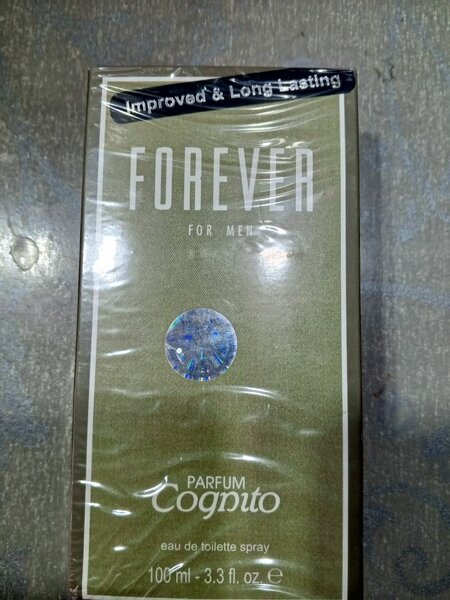 Improved & Long Lasting
FOREVER
FOR MEN
PARFUM
Cognito
eau de toilette spray
100 ml - 3.3 fl. oz. e